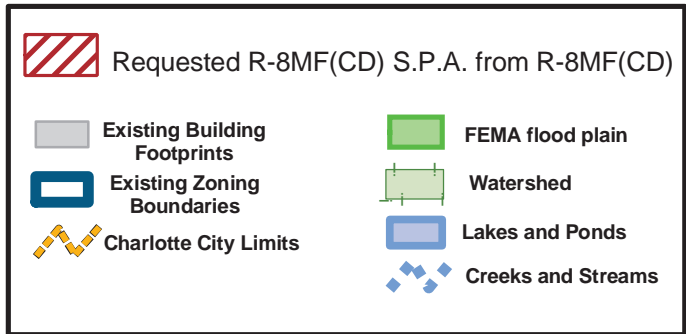 Requested R-8MF(CD) S.P.A. from R-8MF(CD)
Existing Building
Footprints
Existing Zoning
Boundaries
Charlotte City Limits
FEMA flood plain
Watershed
Lakes and Ponds
Creeks and Streams